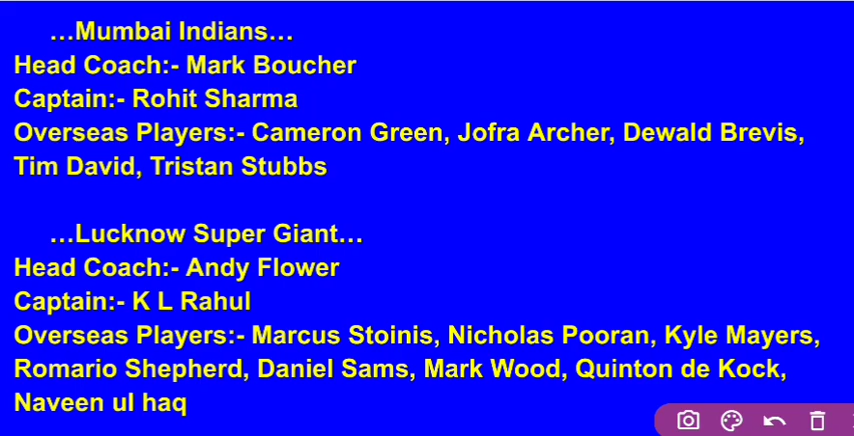 ...Mumbai Indians...
Head Coach:- Mark Boucher
Captain:- Rohit Sharma
Overseas Players:- Cameron Green, Jofra Archer, Dewald Brevis,
Tim David, Tristan Stubbs
...Lucknow Super Giant...
Head Coach:- Andy Flower
Captain:- K L Rahul
Overseas Players:- Marcus Stoinis, Nicholas Pooran, Kyle Mayers,
Romario Shepherd, Daniel Sams, Mark Wood, Quinton de Kock,
Naveen ul haq